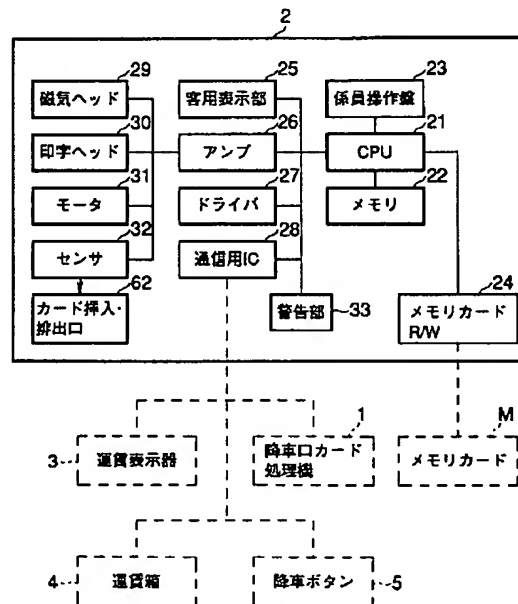 2
29
25
23
磁気ヘッド
客用表示部
係員操作盤
30
26
21
印字ヘッド
アンプ
CPU
31
27
22
モータ
ドライバ
メモリ
32
28
センサ
通信用IC
62
24
カード挿入・
排出口
警告部
33
メモリカード
R/W
1
M
3
運賃表示器
降車口カード
処理機
メモリカード
4
運賃箱
降車ボタン
5